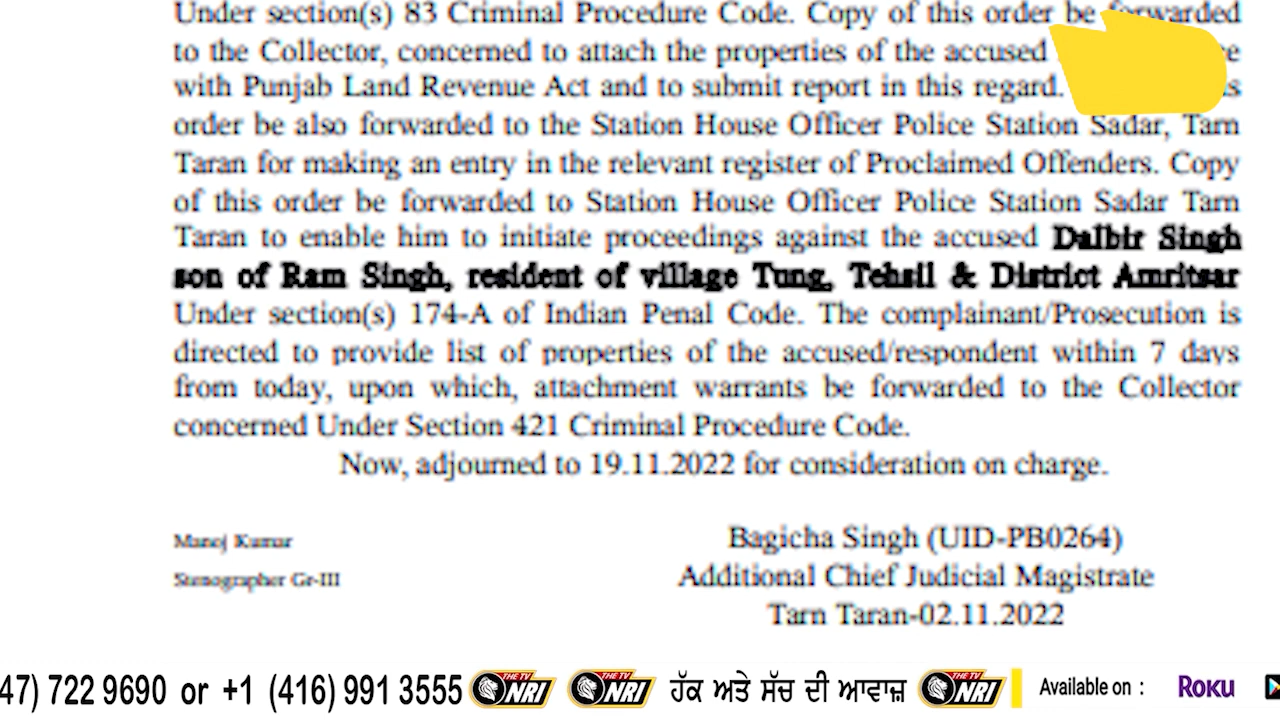 Under section(s) 83 Criminal Procedure Code. Copy of this order be forwarded
to the Collector, concerned to attach the properties of the accused
with Punjab Land Revenue Act and to submit report in this regard.
order be also forwarded to the Station House Officer Police Station Sadar, Tarn
Taran for making an entry in the relevant register of Proclaimed Offenders. Copy
of this order be forwarded to Station House Officer Police Station Sadar Tarn
Taran to enable him to initiate proceedings against the accused Dalbir Singh
son of Ram Singh, resident of village Tung, Tehsil & District Amritsar
Under section(s) 174-A of Indian Penal Code. The complainant/Prosecution is
directed to provide list of properties of the accused/respondent within 7 days
from today, upon which, attachment warrants be forwarded to the Collector
concerned Under Section 421 Criminal Procedure Code.
Now, adjourned to 19.11.2022 for consideration on charge.
Manoj Kumar
Stenographer Gr-III
Bagicha Singh (UID-PB0264)
Additional Chief Judicial Magistrate
Tarn Taran-02.11.2022
47) 722 9690 or +1 (416) 991 3555 THE TV NRI THE TV NRI ਹੱਕ ਅਤੇ ਸੱਚ ਦੀ ਆਵਾਜ਼ THE TV NRI Available on : ROKU